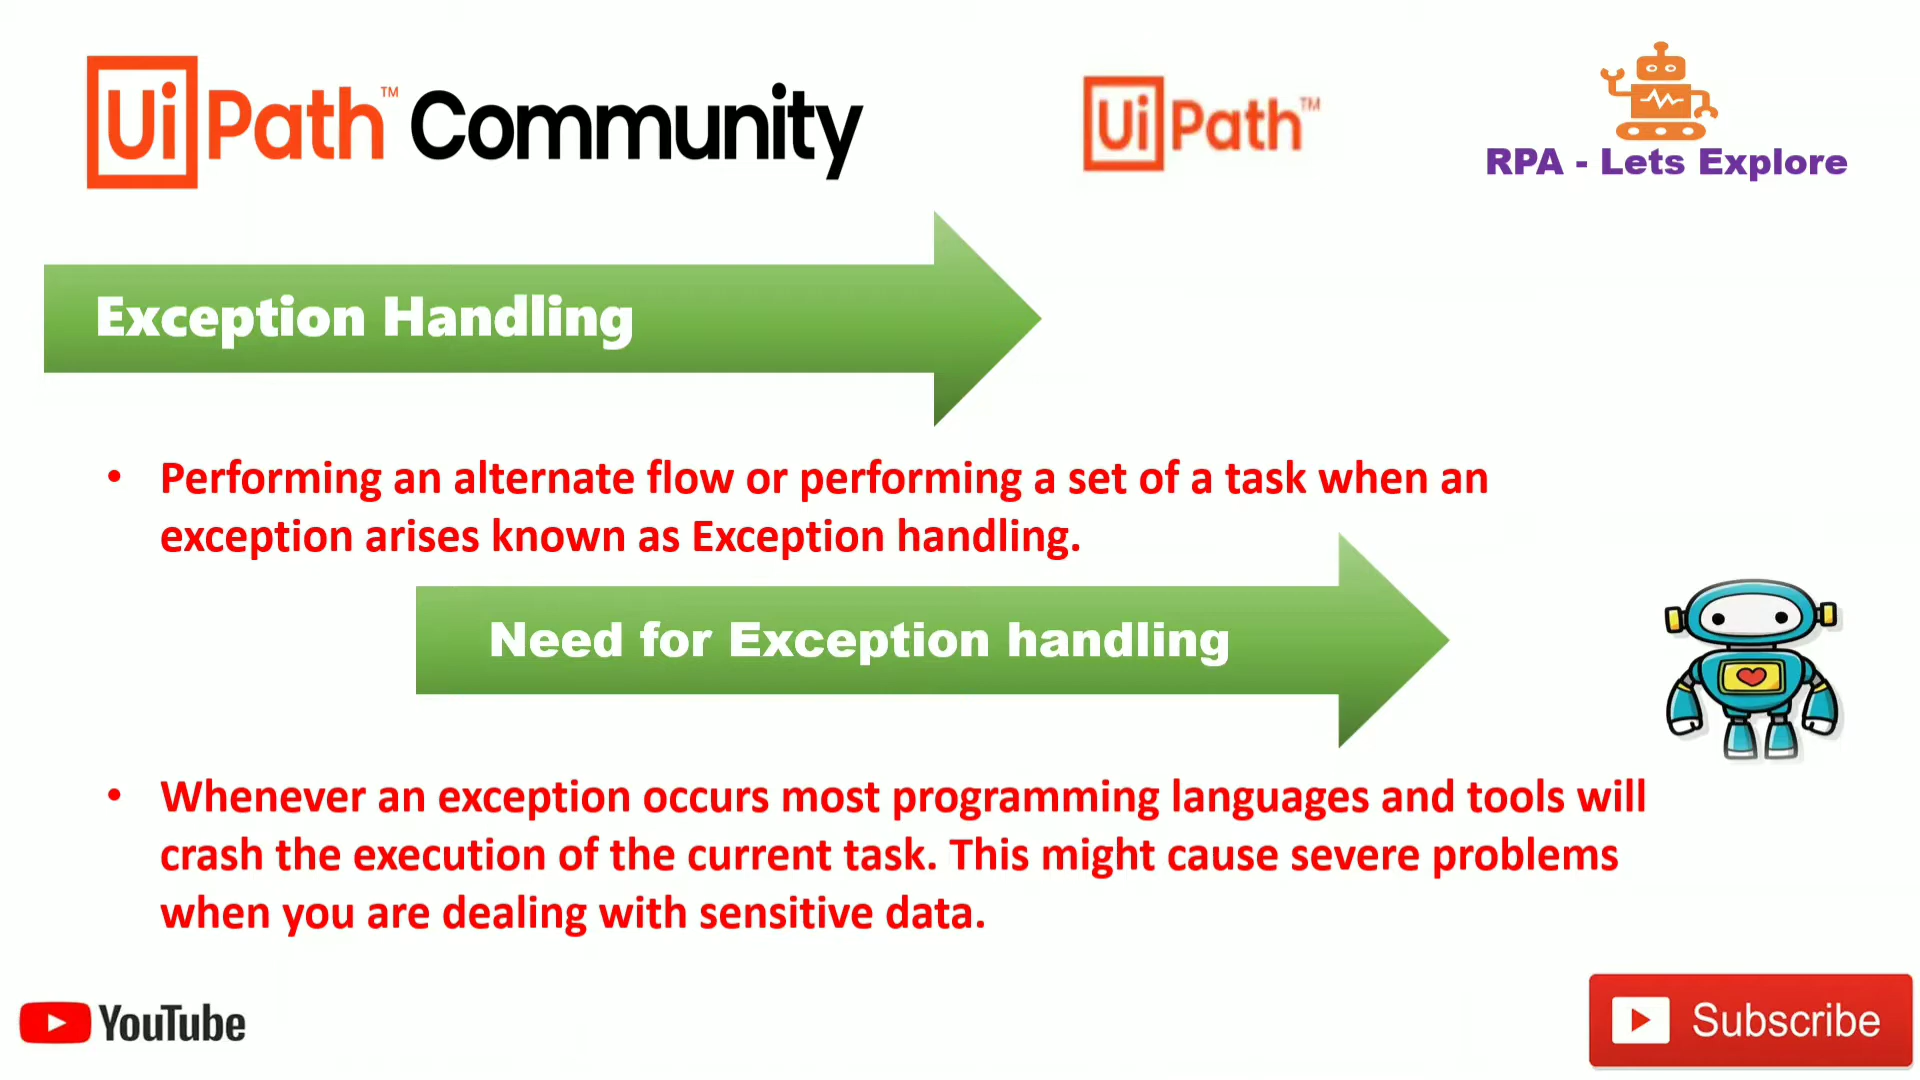 UiPath™ Community
UiPath™
RPA - Lets Explore
Exception Handling
• Performing an alternate flow or performing a set of a task when an
exception arises known as Exception handling.
Need for Exception handling
• Whenever an exception occurs most programming languages and tools will
crash the execution of the current task. This might cause severe problems
when you are dealing with sensitive data.
YouTube
Subscribe